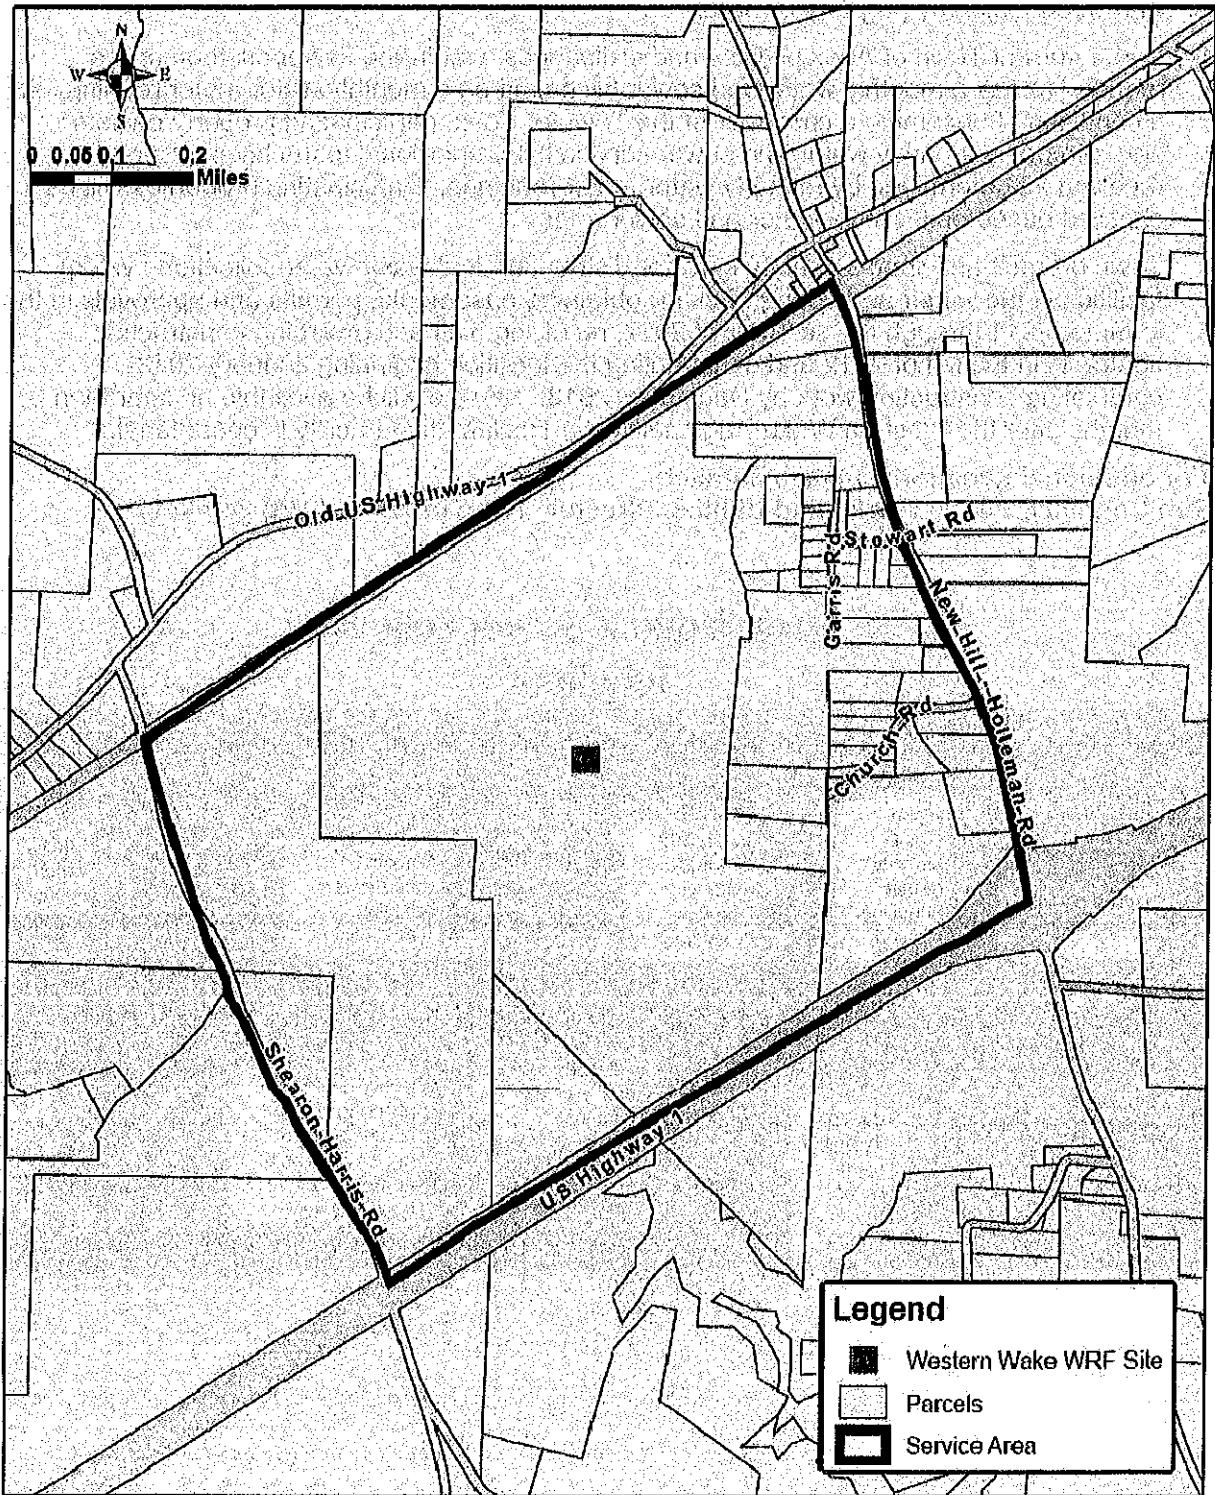 N
W E
S
0 0.05 0.1 0.2
Miles
Old US Highway 1
Stewart Rd
Garris Rd
New Hill-Holleman Rd
Church Rd
Shearon Harris Rd
US Highway 1
Legend
Western Wake WRF Site
Parcels
Service Area